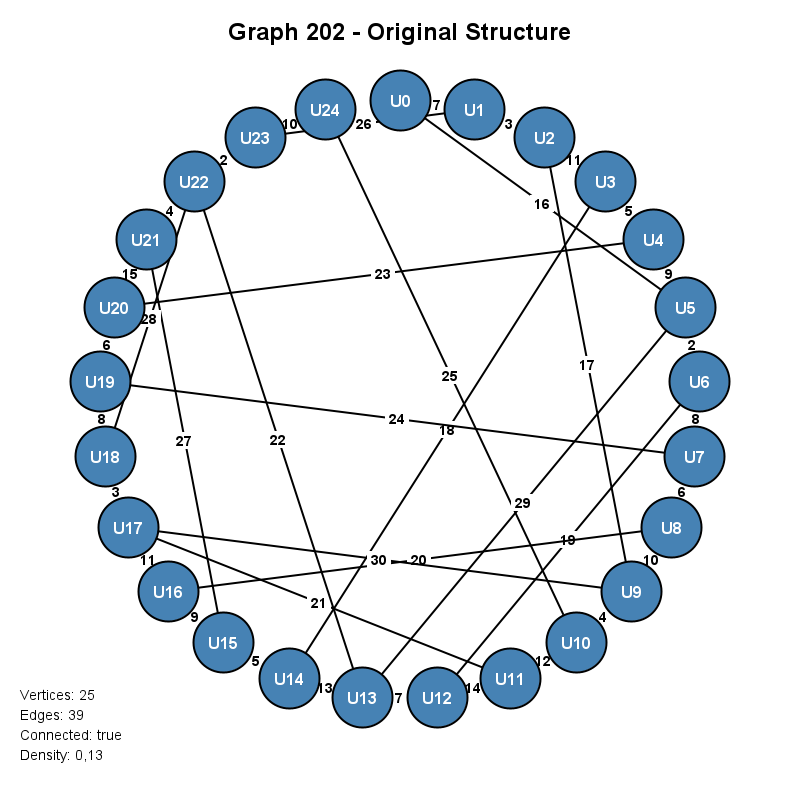 Graph 202 - Original Structure
U24
U0
7
U1
10
26
3
U23
U2
2
11
U22
U3
16
4
5
U21
U4
15
23
9
U20
28
U5
6
2
17
U19
25
U6
8
24
8
18
27
22
U18
U7
3
6
29
U17
U8
19
11
30
20
10
U16
U9
21
9
4
U15
U10
5
12
U14
U11
13
7
14
U13
U12
Vertices: 25
Edges: 39
Connected: true
Density: 0,13